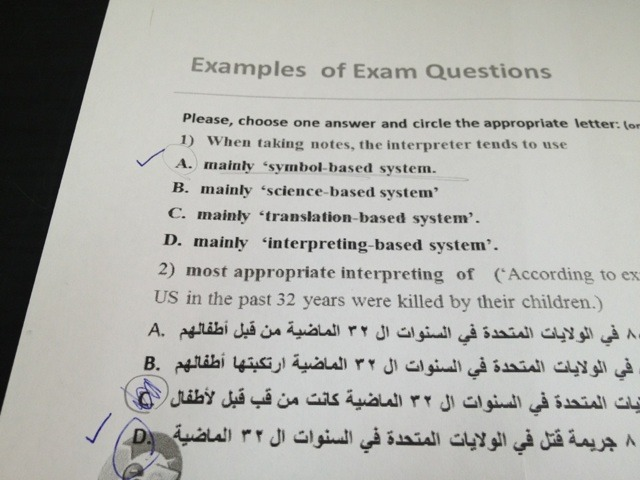 Examples of Exam Questions
Please, choose one answer and circle the appropriate letter: (or
1) When taking notes, the interpreter tends to use
A. mainly ‘symbol-based system.
B. mainly ‘science-based system’
C. mainly ‘translation-based system’.
D. mainly ‘interpreting-based system’.
2) most appropriate interpreting of (‘According to ex
US in the past 32 years were killed by their children.)
A. ٨ في الولايات المتحدة في السنوات ال ٣٢ الماضية من قبل أطفالهم
B. في الولايات المتحدة في السنوات ال ٣٢ الماضية ارتكبتها أطفالهم
C. المتحدة في السنوات ال ٣٢ الماضية كانت من قب قبل لأطفال
D. ٨ جريمة قتل في الولايات المتحدة في السنوات ال ٣٢ الماضية